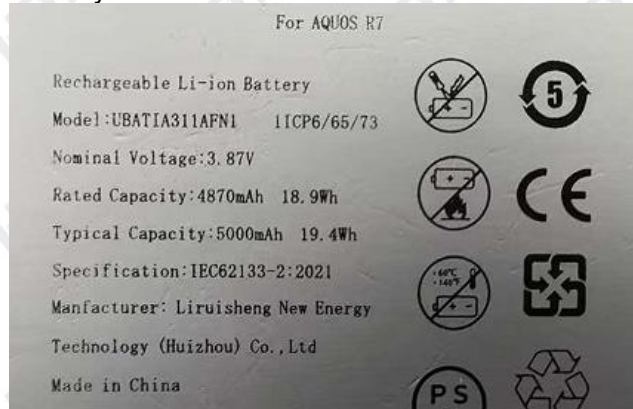 For AQUOS R7
Rechargeable Li-ion Battery
Model:UBATIA311AFN1 1ICP6/65/73
Nominal Voltage:3.87V
Rated Capacity:4870mAh 18.9Wh
Typical Capacity:5000mAh 19.4Wh
Specification:IEC62133-2:2021
Manfacturer: Liruisheng New Energy
Technology (Huizhou) Co.,Ltd
Made in China
5
CE
+60℃
+140℉
PS